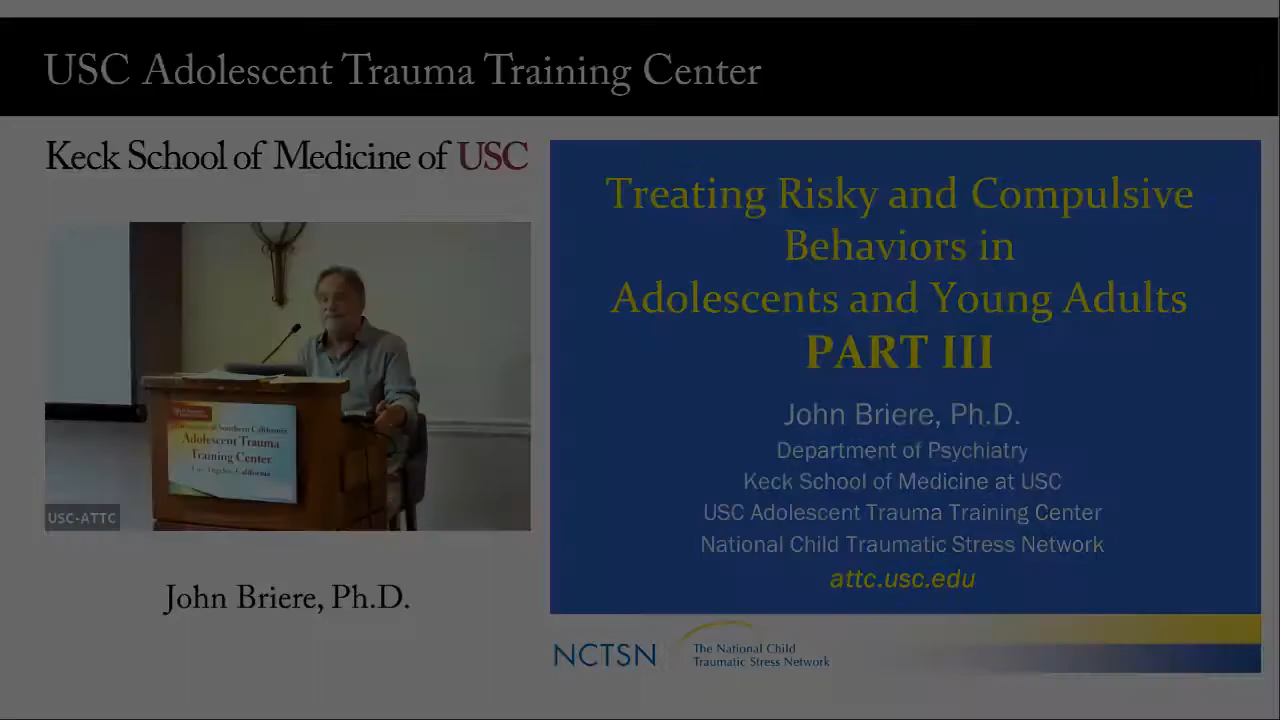 USC Adolescent Trauma Training Center
Keck School of Medicine of USC
Adolescent Trauma
Training Center
USC-ATTC
John Briere, Ph.D.
Treating Risky and Compulsive
Behaviors in
Adolescents and Young Adults
PART III
John Briere, Ph.D.
Department of Psychiatry
Keck School of Medicine at USC
USC Adolescent Trauma Training Center
National Child Traumatic Stress Network
attc.usc.edu
NCTSN
The National Child
Traumatic Stress Network